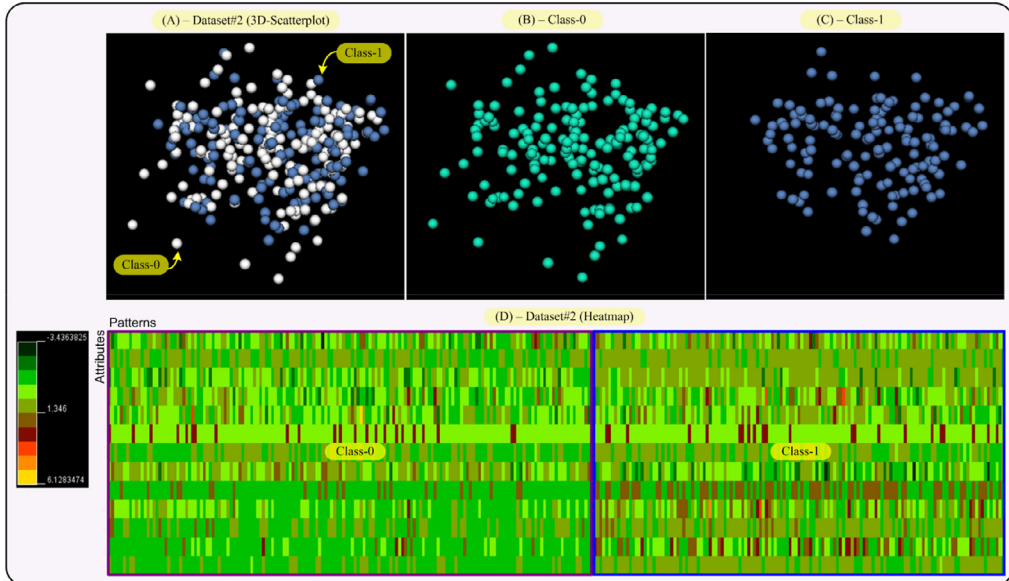 (A) – Dataset#2 (3D-Scatterplot)
(B) – Class-0
(C) – Class-1
Class-1
Class-0
Patterns
(D) – Dataset#2 (Heatmap)
Attributes
-3.4363825
1.346
6.1283474
Class-0
Class-1